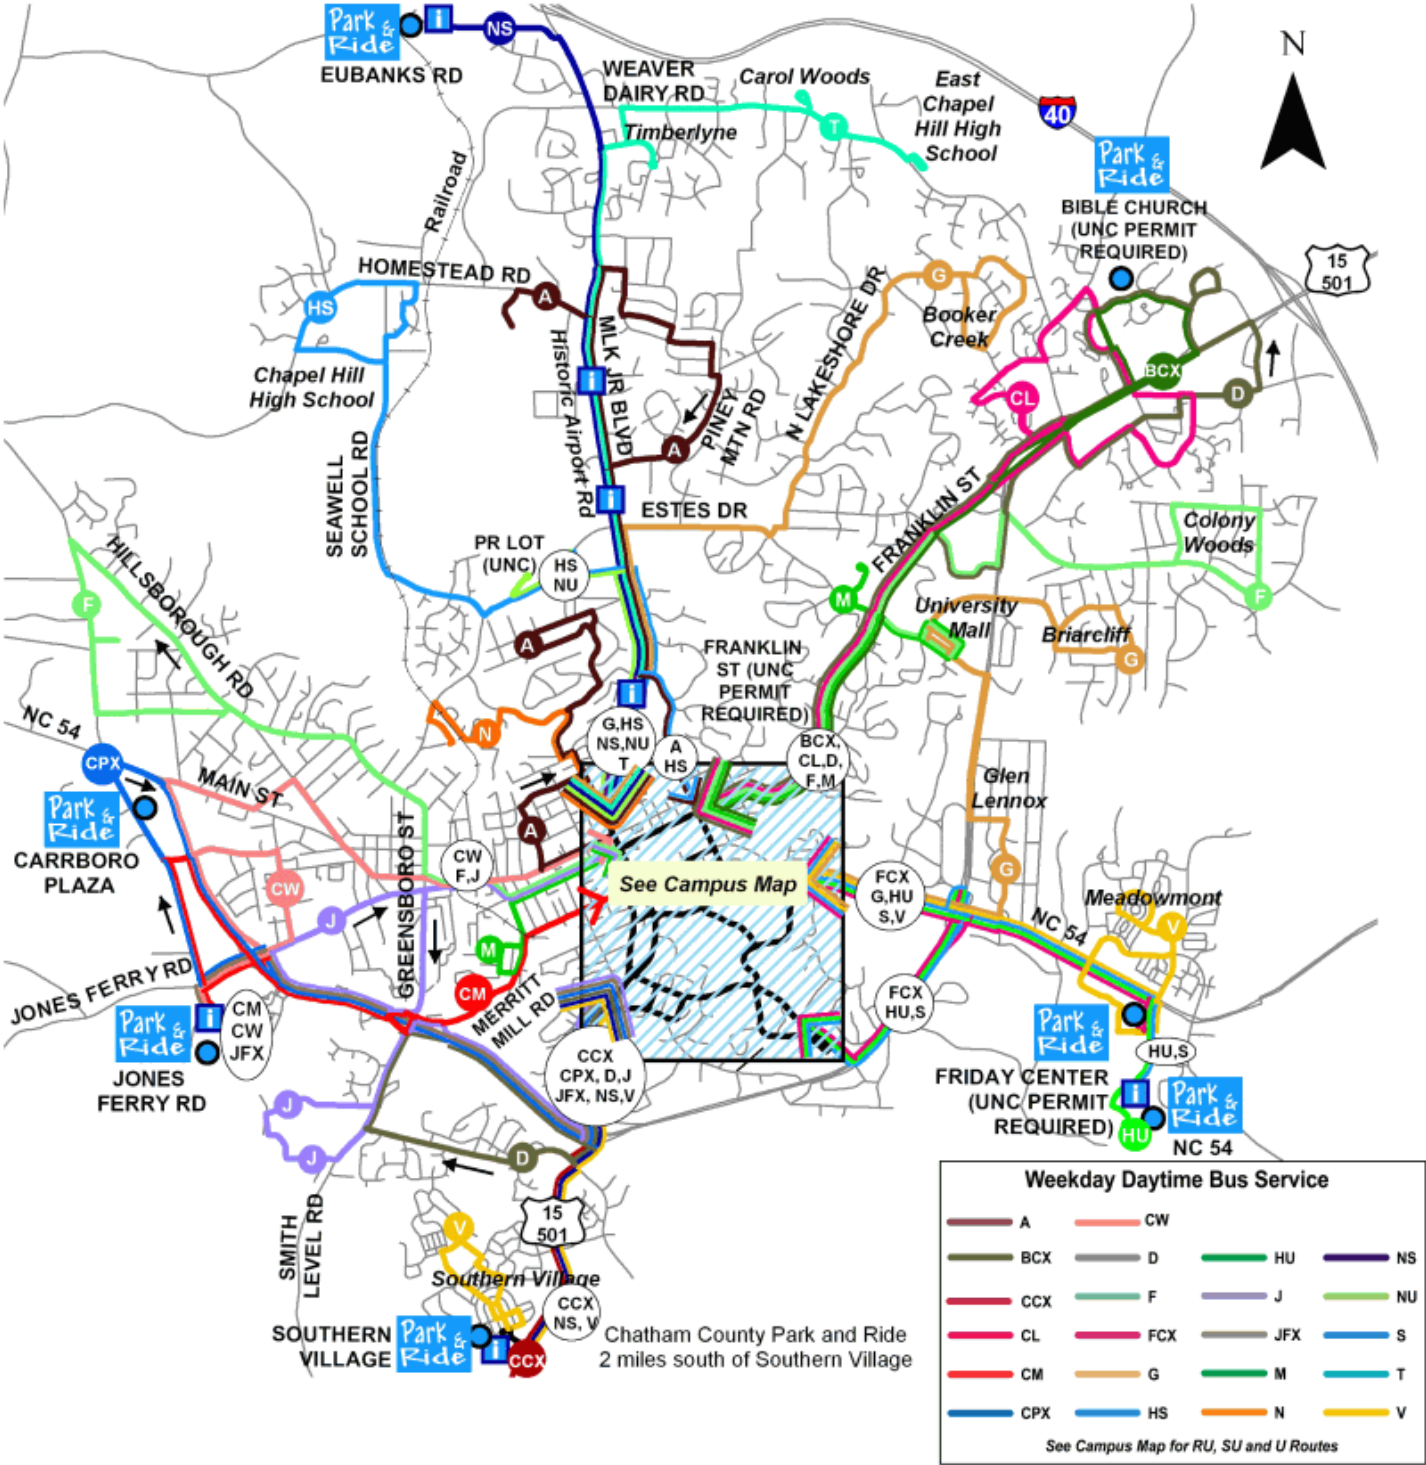 Park &
Ride
i
NS
EUBANKS RD
WEAVER
DAIRY RD
Carol Woods
East
Chapel
Hill High
School
Timberlyne
T
40
N
Park &
Ride
BIBLE CHURCH
(UNC PERMIT
REQUIRED)
15
501
Railroad
HOMESTEAD RD
HS
A
G
Booker
Creek
N LAKESHORE DR
MLK JR BLVD
Historic Airport Rd
i
Chapel Hill
High School
PINEY
MTN RD
A
BCX
CL
D
SEAWELL
SCHOOL RD
i
ESTES DR
FRANKLIN ST
Colony
Woods
PR LOT
(UNC)
HS
NU
HILLSBOROUGH RD
F
M
University
Mall
F
Briarcliff
G
A
FRANKLIN
ST (UNC
PERMIT
REQUIRED)
i
NC 54
N
G,HS
NS,NU
T
A
HS
BCX,
CL,D,
F,M
CPX
Park &
Ride
CARRBORO
PLAZA
MAIN ST
GREENSBORO ST
A
Glen
Lennox
CW
F,J
CW
J
See Campus Map
FCX
G,HU
S,V
G
Meadowmont
V
NC 54
M
CM
MERRITT
MILL RD
JONES FERRY RD
Park &
Ride
i
CM
CW
JFX
JONES
FERRY RD
FCX
HU,S
Park &
Ride
HU,S
CCX
CPX, D,J
JFX, NS,V
FRIDAY CENTER
(UNC PERMIT
REQUIRED)
i
Park &
Ride
HU
NC 54
J
J
D
SMITH
LEVEL RD
15
501
V
Southern Village
CCX
NS, V
SOUTHERN
VILLAGE
Park &
Ride
i
CCX
Chatham County Park and Ride
2 miles south of Southern Village
Weekday Daytime Bus Service
A CW
BCX D HU NS
CCX F J NU
CL FCX JFX S
CM G M T
CPX HS N V
See Campus Map for RU, SU and U Routes